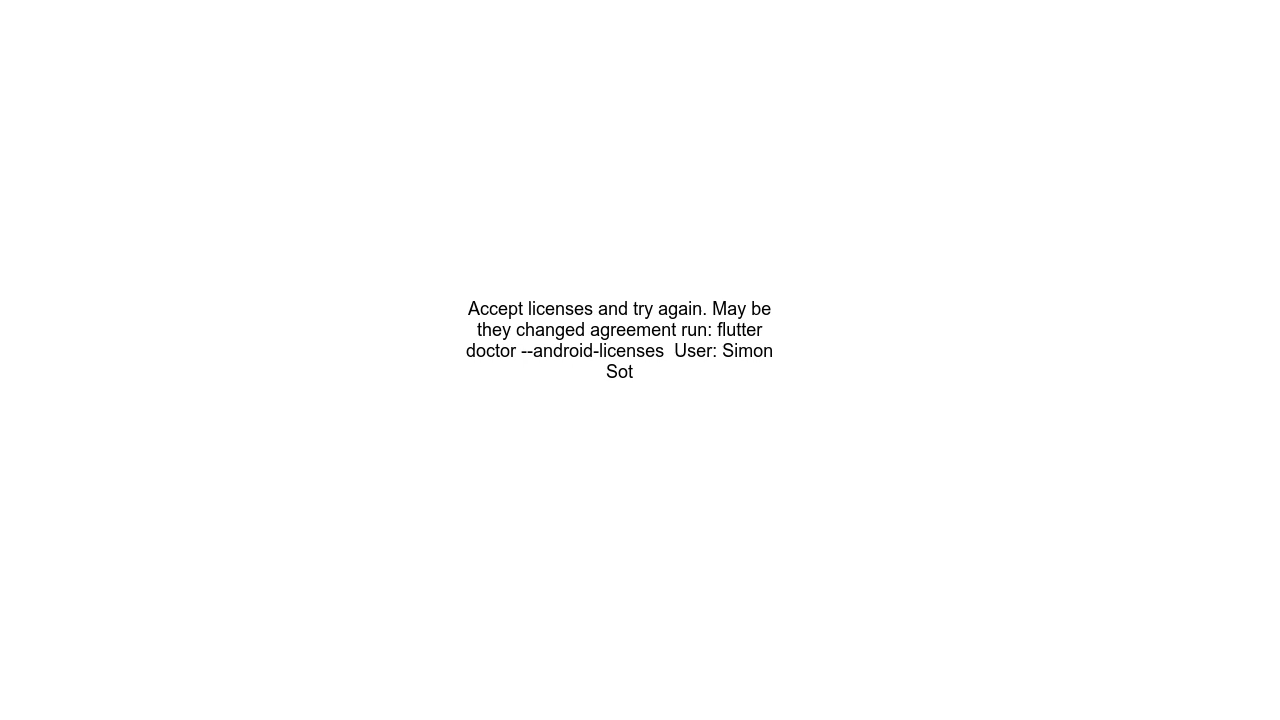 Accept licenses and try again. May be
they changed agreement run: flutter
doctor --android-licenses  User: Simon
Sot